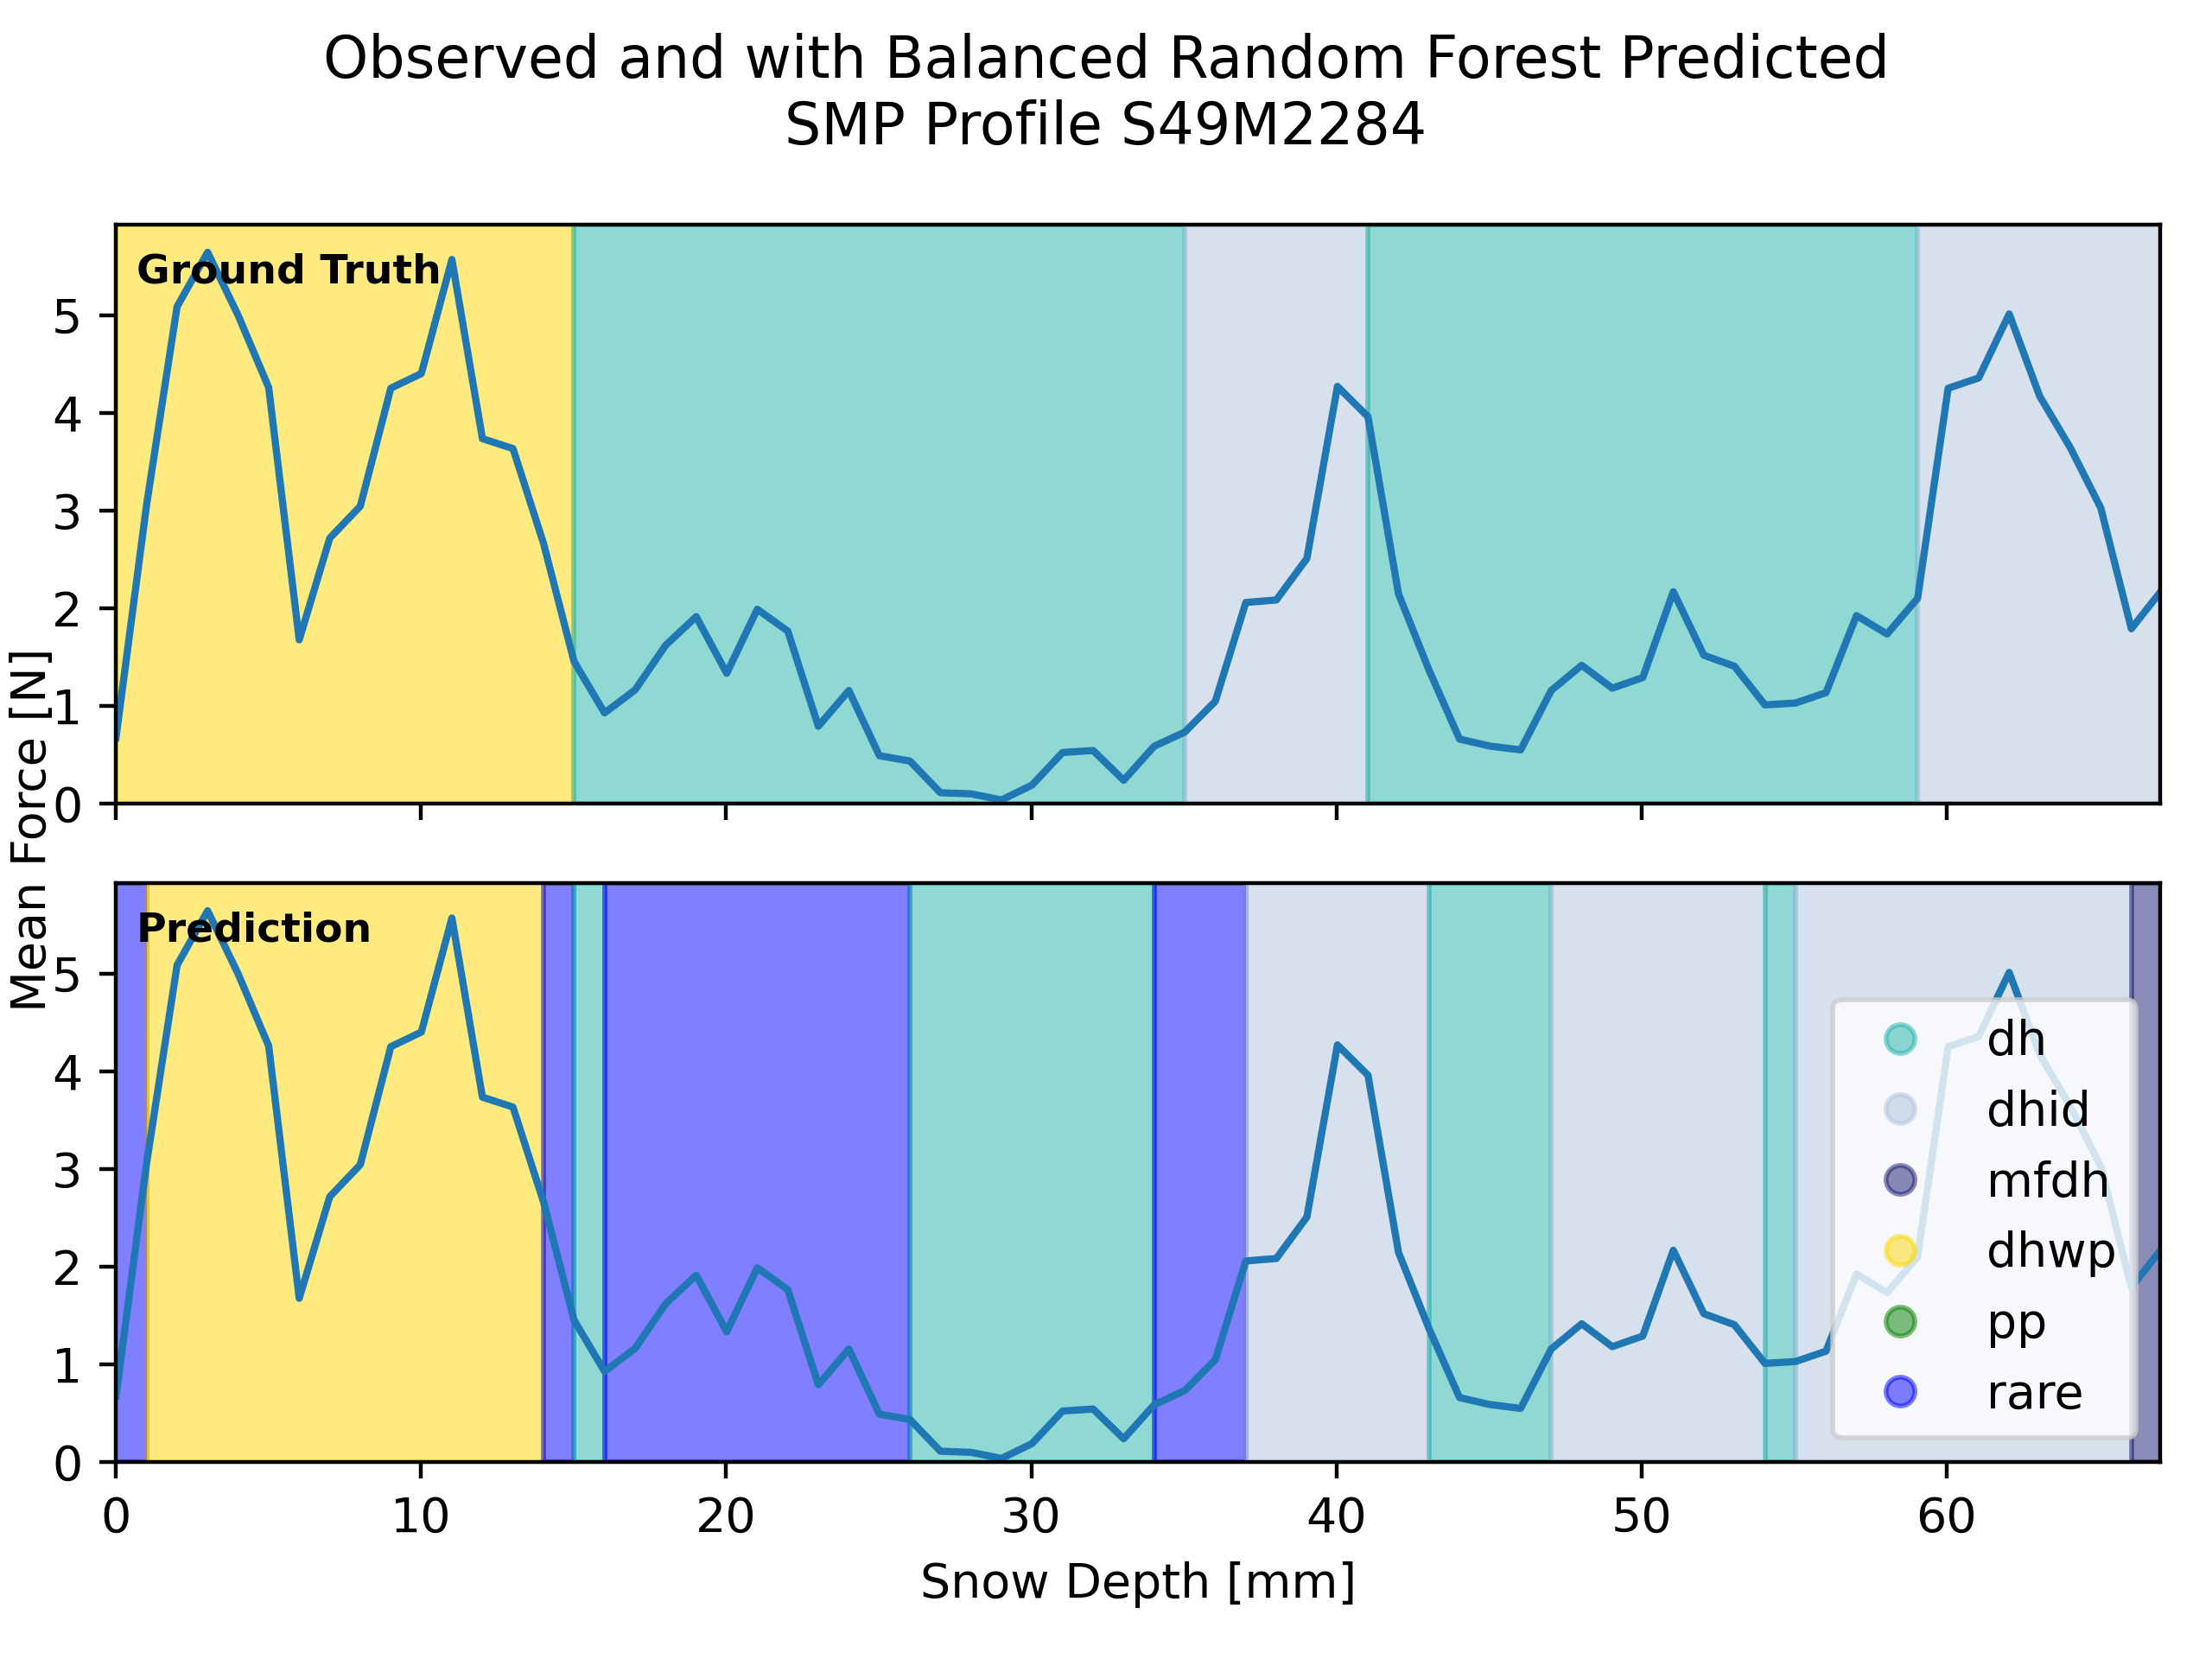 Observed and with Balanced Random Forest Predicted
SMP Profile S49M2284
Ground Truth
5
4
3
2
1
0
Mean Force [N]
Prediction
5
4
3
2
1
0
dh
dhid
mfdh
dhwp
pp
rare
0 10 20 30 40 50 60
Snow Depth [mm]